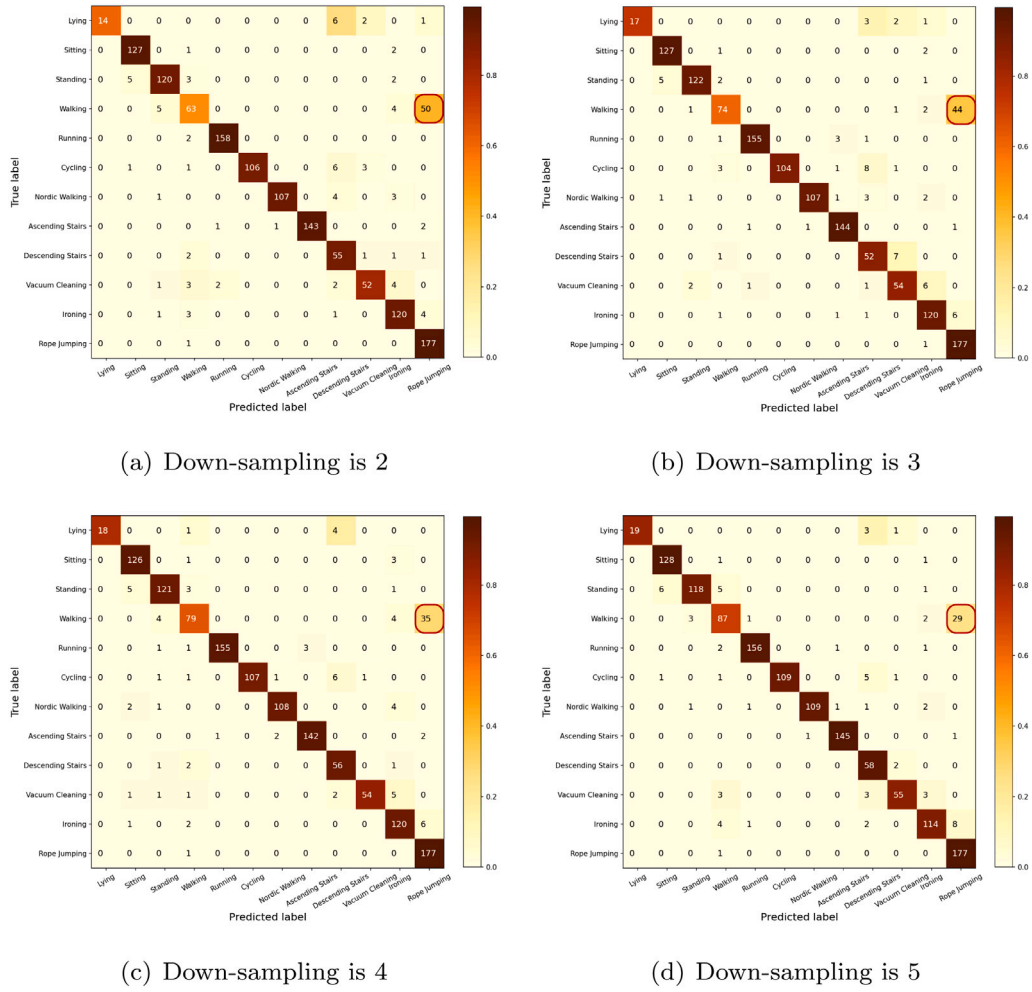 Lying 14 0 0 0 0 0 0 0 6 2 0 1
Sitting 0 127 0 1 0 0 0 0 0 0 2 0
Standing 0 5 120 3 0 0 0 0 0 0 2 0
Walking 0 0 5 63 0 0 0 0 0 0 4 50
Running 0 0 0 2 158 0 0 0 0 0 0 0
Cycling 0 1 0 1 0 106 0 0 6 3 0 0
Nordic Walking 0 0 1 0 0 0 107 0 4 0 3 0
Ascending Stairs 0 0 0 0 1 0 1 143 0 0 0 2
Descending Stairs 0 0 0 2 0 0 0 0 55 1 1 1
Vacuum Cleaning 0 0 1 3 2 0 0 0 2 52 4 0
Ironing 0 0 1 3 0 0 0 0 1 0 120 4
Rope Jumping 0 0 0 1 0 0 0 0 0 0 0 177
True label
Lying Sitting Standing Walking Running Cycling Nordic Walking Ascending Stairs Descending Stairs Vacuum Cleaning Ironing Rope Jumping
Predicted label
0.8
0.6
0.4
0.2
0.0
(a) Down-sampling is 2
Lying 17 0 0 0 0 0 0 0 3 2 1 0
Sitting 0 127 0 1 0 0 0 0 0 0 2 0
Standing 0 5 122 2 0 0 0 0 0 0 1 0
Walking 0 0 1 74 0 0 0 0 0 1 2 44
Running 0 0 0 1 155 0 0 3 1 0 0 0
Cycling 0 0 0 3 0 104 0 1 8 1 0 0
Nordic Walking 0 1 1 0 0 0 107 1 3 0 2 0
Ascending Stairs 0 0 0 0 1 0 1 144 0 0 0 1
Descending Stairs 0 0 0 1 0 0 0 0 52 7 0 0
Vacuum Cleaning 0 0 2 0 1 0 0 0 1 54 6 0
Ironing 0 0 0 1 0 0 0 1 1 0 120 6
Rope Jumping 0 0 0 0 0 0 0 0 0 0 1 177
True label
Lying Sitting Standing Walking Running Cycling Nordic Walking Ascending Stairs Descending Stairs Vacuum Cleaning Ironing Rope Jumping
Predicted label
0.8
0.6
0.4
0.2
0.0
(b) Down-sampling is 3
Lying 18 0 0 1 0 0 0 0 4 0 0 0
Sitting 0 126 0 0 0 0 0 0 0 0 3 0
Standing 0 5 121 3 0 0 0 0 0 0 1 0
Walking 0 0 4 79 0 0 0 0 0 0 4 35
Running 0 0 1 1 155 0 0 3 0 0 0 0
Cycling 0 0 1 1 0 107 1 0 6 1 0 0
Nordic Walking 0 2 1 0 0 0 108 0 0 0 4 0
Ascending Stairs 0 0 0 0 1 0 2 142 0 0 0 2
Descending Stairs 0 0 1 2 0 0 0 0 56 0 1 0
Vacuum Cleaning 0 1 1 1 0 0 0 0 2 54 5 0
Ironing 0 1 0 2 0 0 0 0 0 0 120 6
Rope Jumping 0 0 0 1 0 0 0 0 0 0 0 177
True label
Lying Sitting Standing Walking Running Cycling Nordic Walking Ascending Stairs Descending Stairs Vacuum Cleaning Ironing Rope Jumping
Predicted label
0.8
0.6
0.4
0.2
0.0
(c) Down-sampling is 4
Lying 19 0 0 0 0 0 0 0 3 1 0 0
Sitting 0 128 0 1 0 0 0 0 0 0 1 0
Standing 0 6 118 5 0 0 0 0 0 0 1 0
Walking 0 0 3 87 1 0 0 0 0 0 2 29
Running 0 0 0 2 156 0 0 1 0 0 1 0
Cycling 0 1 0 1 0 109 0 0 5 1 0 0
Nordic Walking 0 0 1 0 1 0 109 1 1 0 2 0
Ascending Stairs 0 0 0 0 0 0 1 145 0 0 0 1
Descending Stairs 0 0 0 0 0 0 0 0 58 2 0 0
Vacuum Cleaning 0 0 0 3 0 0 0 0 3 55 3 0
Ironing 0 0 0 4 1 0 0 0 2 0 114 8
Rope Jumping 0 0 0 1 0 0 0 0 0 0 0 177
True label
Lying Sitting Standing Walking Running Cycling Nordic Walking Ascending Stairs Descending Stairs Vacuum Cleaning Ironing Rope Jumping
Predicted label
0.8
0.6
0.4
0.2
0.0
(d) Down-sampling is 5